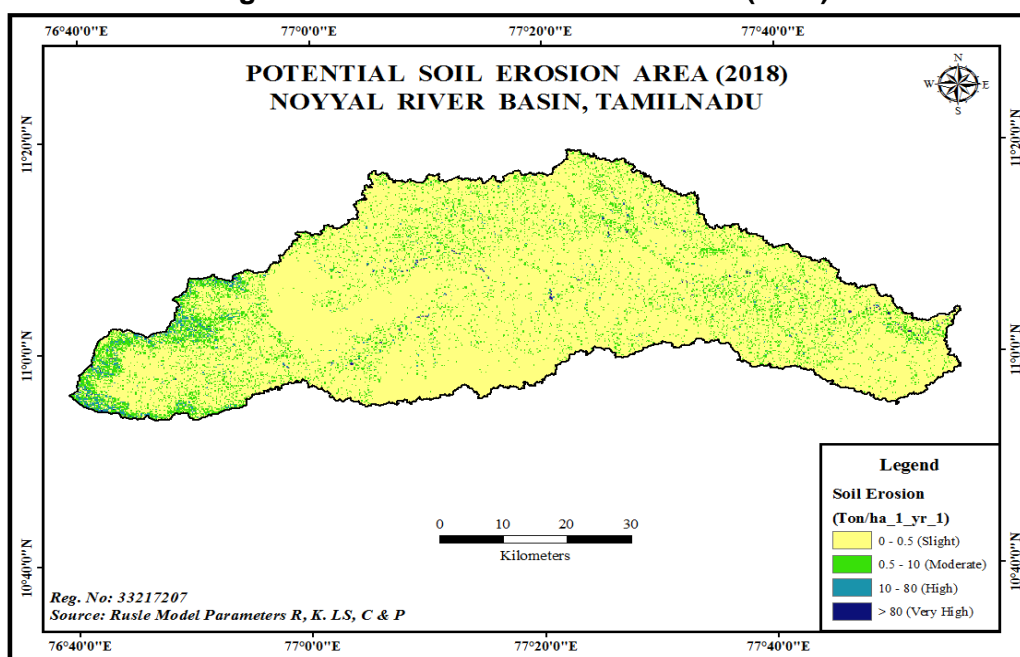 76°40'0"E 77°0'0"E 77°20'0"E 77°40'0"E
POTENTIAL SOIL EROSION AREA (2018)
NOYYAL RIVER BASIN, TAMILNADU
N
W E
S
11°20'0"N 11°20'0"N
11°0'0"N 11°0'0"N
10°40'0"N 10°40'0"N
0 10 20 30
Kilometers
Legend
Soil Erosion
(Ton/ha_1_yr_1)
0 - 0.5 (Slight)
0.5 - 10 (Moderate)
10 - 80 (High)
> 80 (Very High)
Reg. No: 33217207
Source: Rusle Model Parameters R, K. LS, C & P
76°40'0"E 77°0'0"E 77°20'0"E 77°40'0"E